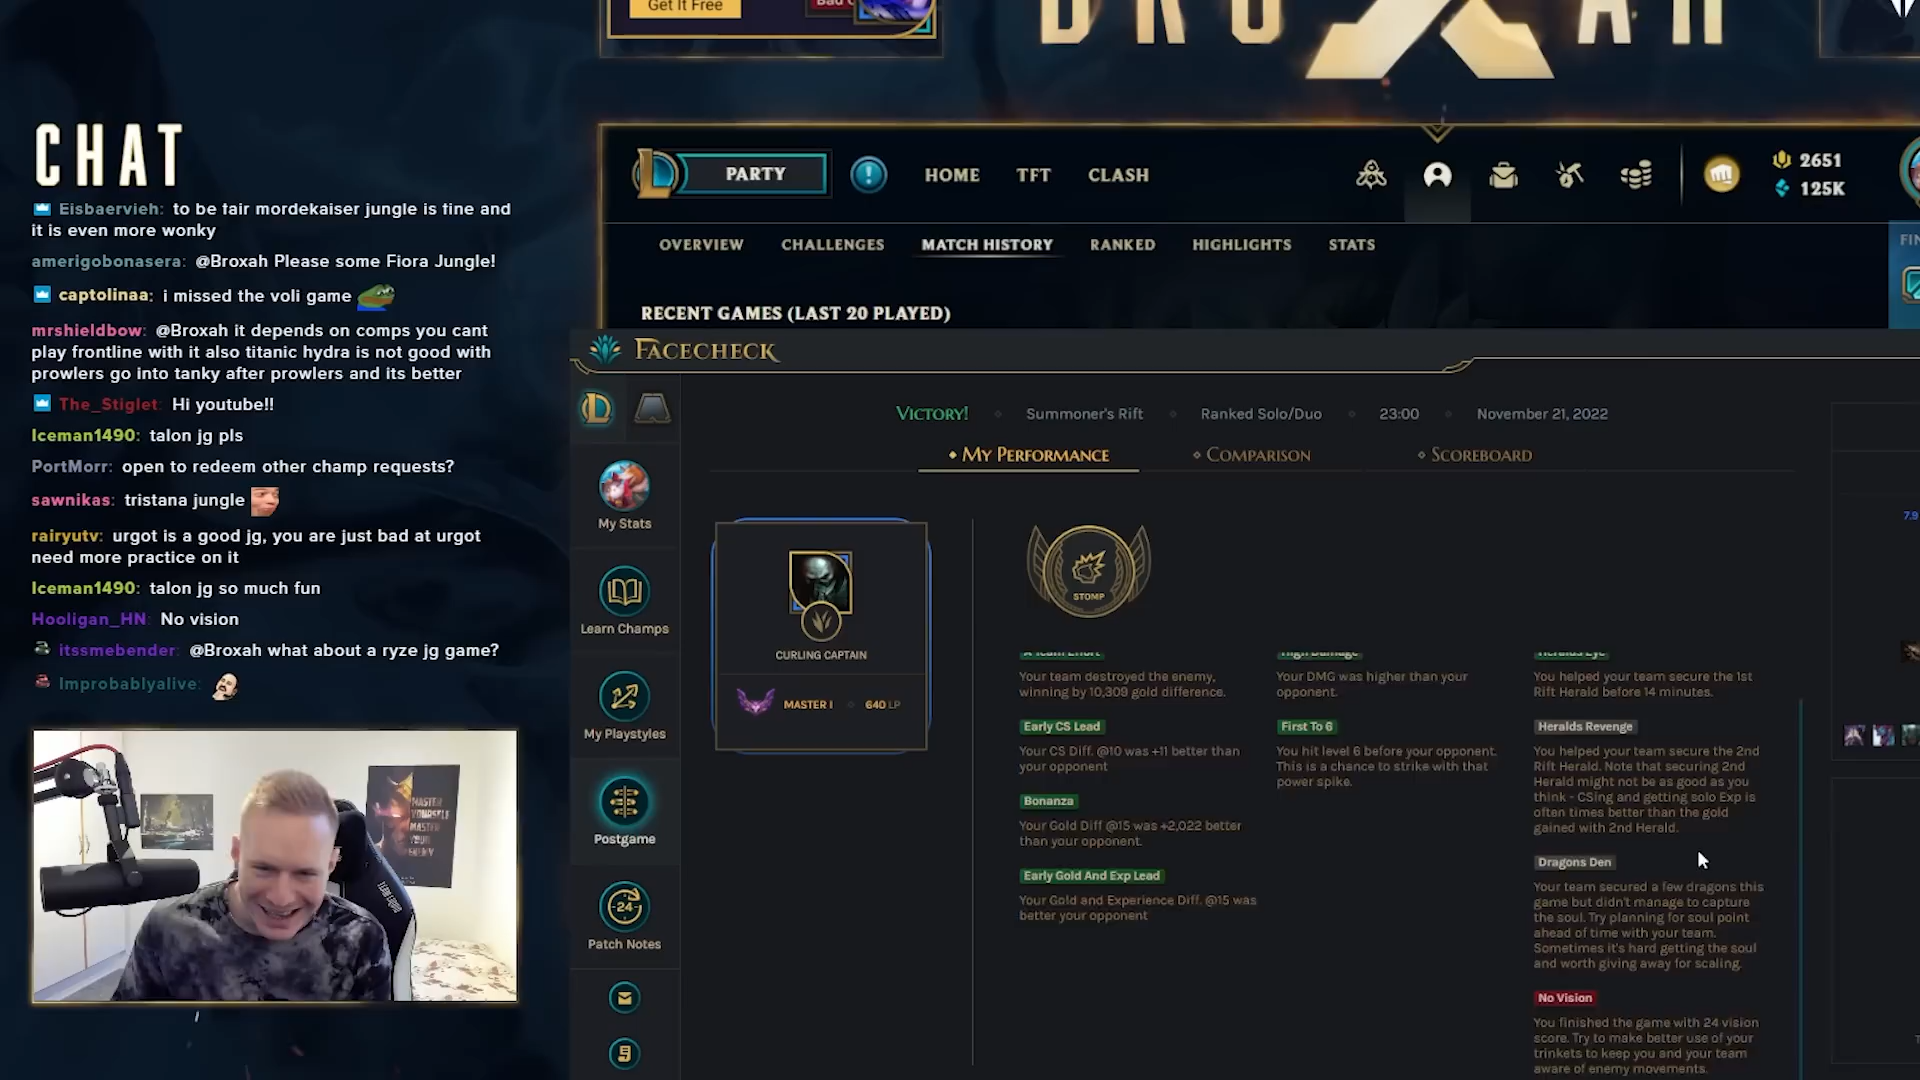 Get It Free
BROXAH
CHAT
Eisbaervieh: to be fair mordekaiser jungle is fine and
it is even more wonky
amerigobonasera: @Broxah Please some Fiora Jungle!
captolinaa: i missed the voli game
mrshieldbow: @Broxah it depends on comps you cant
play frontline with it also titanic hydra is not good with
prowlers go into tanky after prowlers and its better
The_Stiglet: Hi youtube!!
Iceman1490: talon jg pls
PortMorr: open to redeem other champ requests?
sawnikas: tristana jungle
rairyutv: urgot is a good jg, you are just bad at urgot
need more practice on it
Iceman1490: talon jg so much fun
Hooligan_HN: No vision
itssmebender: @Broxah what about a ryze jg game?
Improbablyalive:
MASTER
YOURSELF
MASTER
YOUR
ENEMY
PARTY
HOME
TFT
CLASH
2651
125K
OVERVIEW
CHALLENGES
MATCH HISTORY
RANKED
HIGHLIGHTS
STATS
FIN
RECENT GAMES (LAST 20 PLAYED)
FACECHECK
VICTORY!
Summoner's Rift
Ranked Solo/Duo
23:00
November 21, 2022
My Performance
Comparison
Scoreboard
My Stats
Learn Champs
My Playstyles
Postgame
24
Patch Notes
CURLING CAPTAIN
MASTER I
640 LP
STOMP
A Team Effort
Your team destroyed the enemy,
winning by 10,309 gold difference.
Early CS Lead
Your CS Diff. @10 was +11 better than
your opponent
Bonanza
Your Gold Diff @15 was +2,022 better
than your opponent.
Early Gold And Exp Lead
Your Gold and Experience Diff. @15 was
better your opponent
High Damage
Your DMG was higher than your
opponent.
First To 6
You hit level 6 before your opponent.
This is a chance to strike with that
power spike.
Heralds Eye
You helped your team secure the 1st
Rift Herald before 14 minutes.
Heralds Revenge
You helped your team secure the 2nd
Rift Herald. Note that securing 2nd
Herald might not be as good as you
think - CSing and getting solo Exp is
often times better than the gold
gained with 2nd Herald.
Dragons Den
Your team secured a few dragons this
game but didn't manage to capture
the soul. Try planning for soul point
ahead of time with your team.
Sometimes it's hard getting the soul
and worth giving away for scaling.
No Vision
You finished the game with 24 vision
score. Try to make better use of your
trinkets to keep you and your team
aware of enemy movements.
7.9